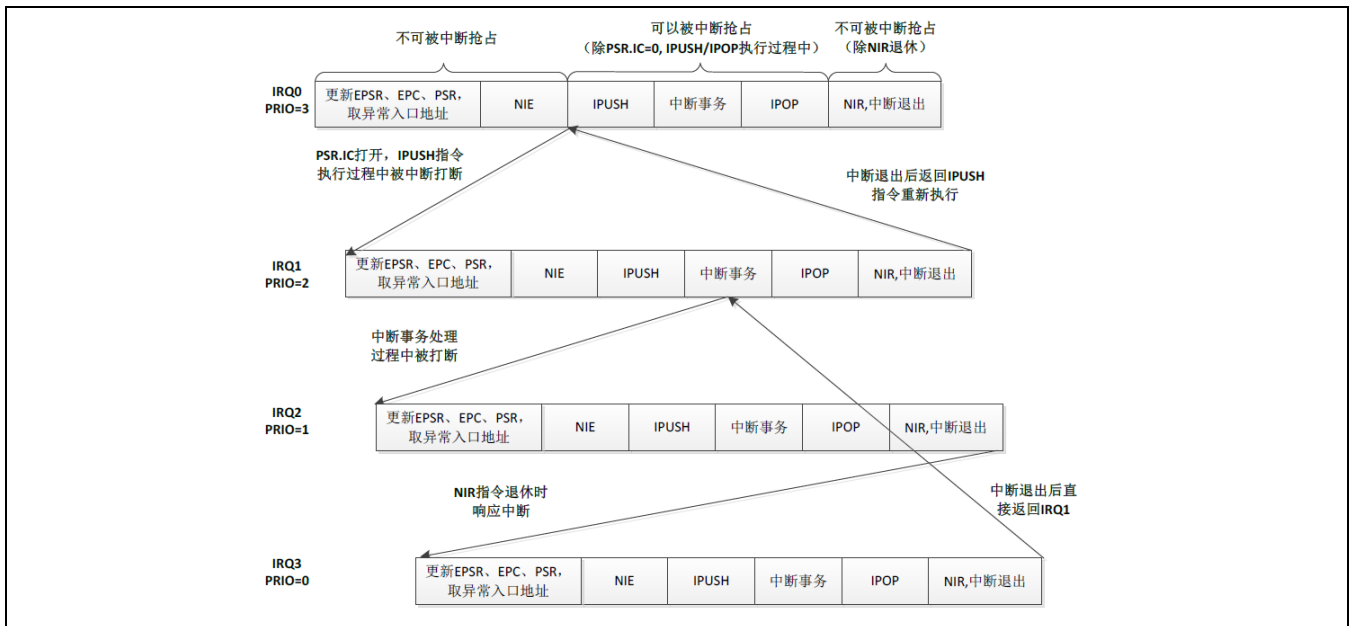 不可被中断抢占
可以被中断抢占
（除PSR.IC=0, IPUSH/IPOP执行过程中）
不可被中断抢占
（除NIR退休）
IRQ0
PRIO=3
更新EPSR、EPC、PSR，
取异常入口地址
NIE
IPUSH
中断事务
IPOP
NIR,中断退出
PSR.IC打开，IPUSH指令
执行过程中被中断打断
中断退出后返回IPUSH
指令重新执行
IRQ1
PRIO=2
更新EPSR、EPC、PSR，
取异常入口地址
NIE
IPUSH
中断事务
IPOP
NIR,中断退出
中断事务处理
过程中被打断
IRQ2
PRIO=1
更新EPSR、EPC、PSR，
取异常入口地址
NIE
IPUSH
中断事务
IPOP
NIR,中断退出
NIR指令退休时
响应中断
中断退出后直
接返回IRQ1
IRQ3
PRIO=0
更新EPSR、EPC、PSR，
取异常入口地址
NIE
IPUSH
中断事务
IPOP
NIR,中断退出